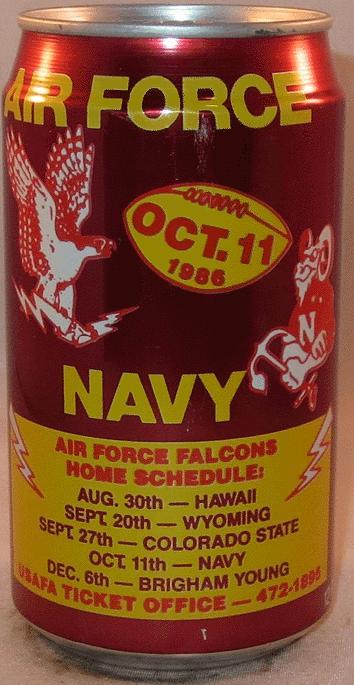 AIR FORCE
OCT. 11
1986
N
NAVY
AIR FORCE FALCONS
HOME SCHEDULE:
AUG. 30th — HAWAII
SEPT. 20th — WYOMING
SEPT. 27th — COLORADO STATE
OCT. 11th — NAVY
DEC. 6th — BRIGHAM YOUNG
USAFA TICKET OFFICE — 472-1895